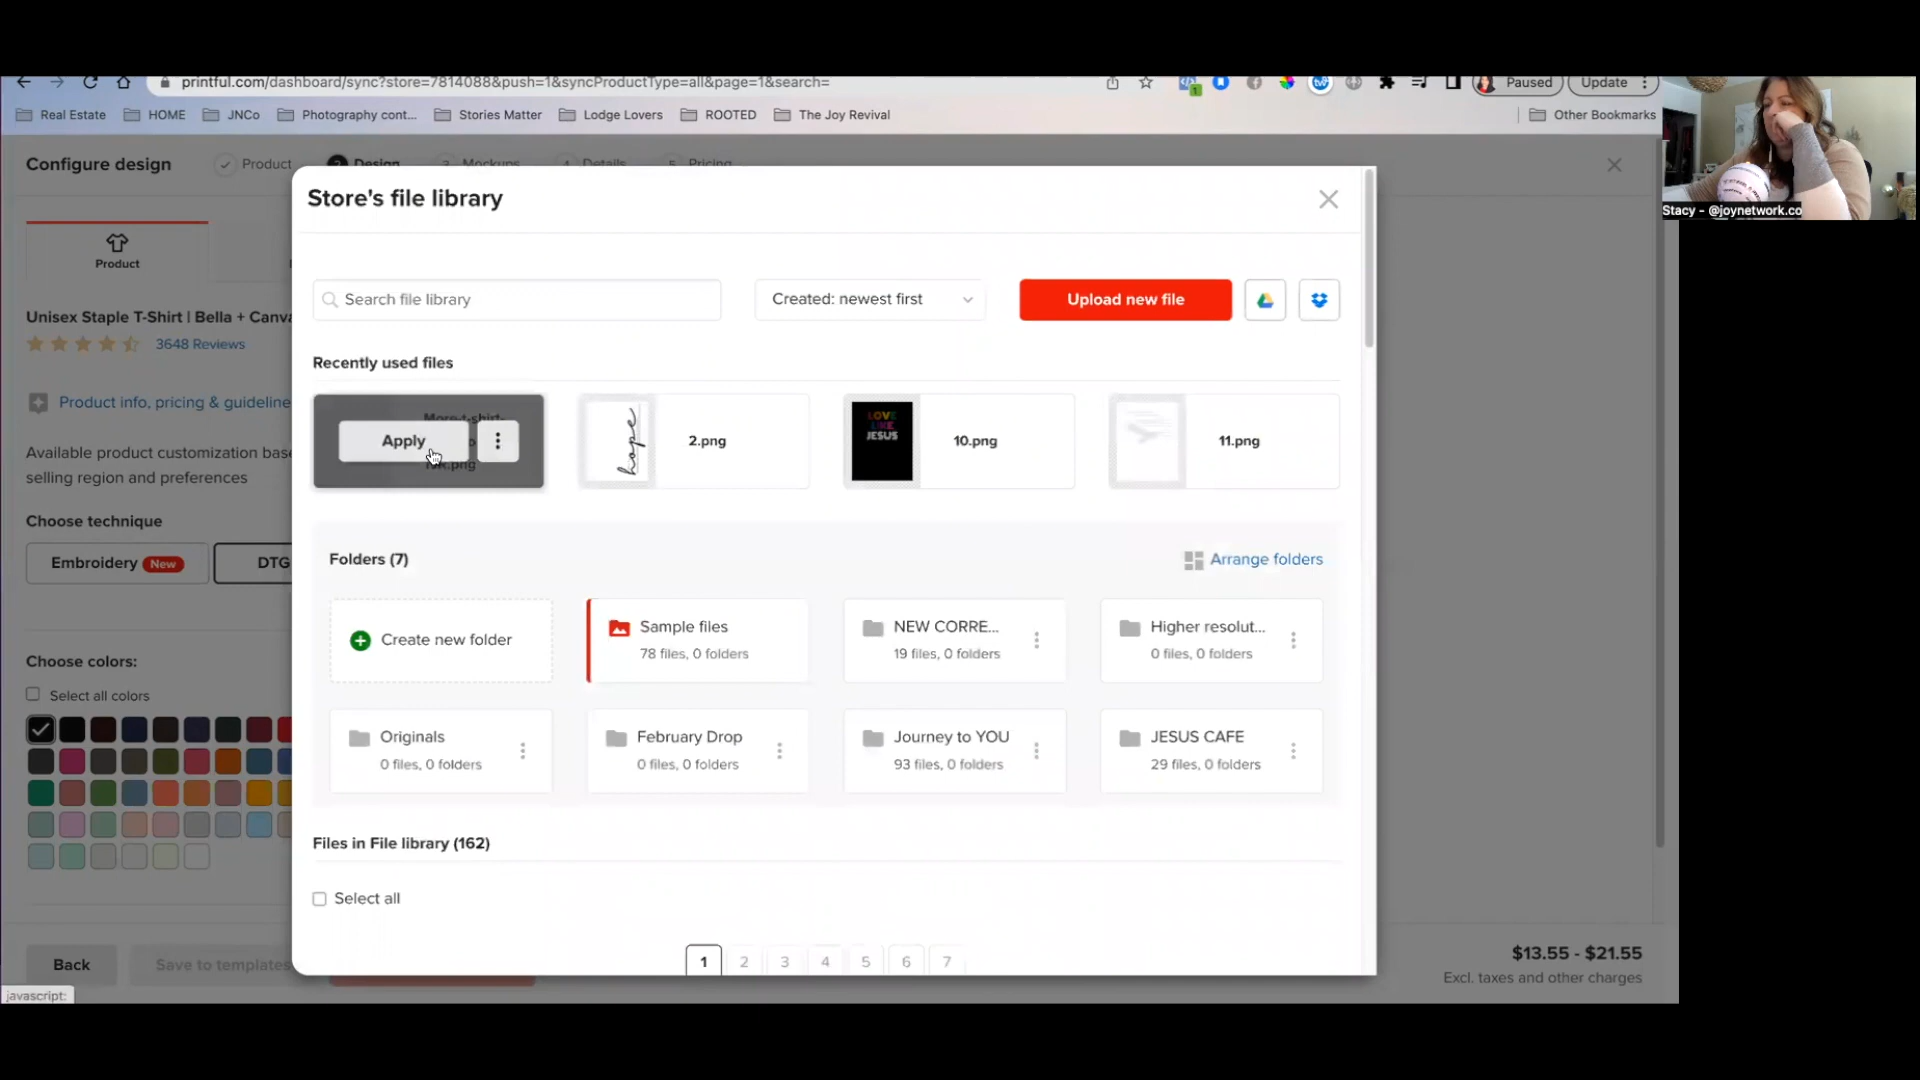 printful.com/dashboard/sync?store=7814088&push=1&syncProductType=all&page=1&search=
Paused
Update
Real Estate
HOME
JNCo
Photography cont...
Stories Matter
Lodge Lovers
ROOTED
The Joy Revival
Other Bookmarks
Stacy - @joynetwork.co
Configure design
Product
2 Design
3 Mockups
4 Details
5 Pricing
Store's file library
Product
Search file library
Created: newest first
Upload new file
Unisex Staple T-Shirt | Bella + Canva
3648 Reviews
Recently used files
Product info, pricing & guideline
More-t-shirt-
Apply
hope
2.png
LOVE
LIKE
JESUS
10.png
11.png
Available product customization base
selling region and preferences
Choose technique
Embroidery New
DTG
Folders (7)
Arrange folders
Create new folder
Sample files
78 files, 0 folders
NEW CORRE...
19 files, 0 folders
Higher resolut...
0 files, 0 folders
Choose colors:
Select all colors
Originals
0 files, 0 folders
February Drop
0 files, 0 folders
Journey to YOU
93 files, 0 folders
JESUS CAFE
29 files, 0 folders
Files in File library (162)
Select all
1 2 3 4 5 6 7
Back
Save to templates
$13.55 - $21.55
Excl. taxes and other charges
javascript: